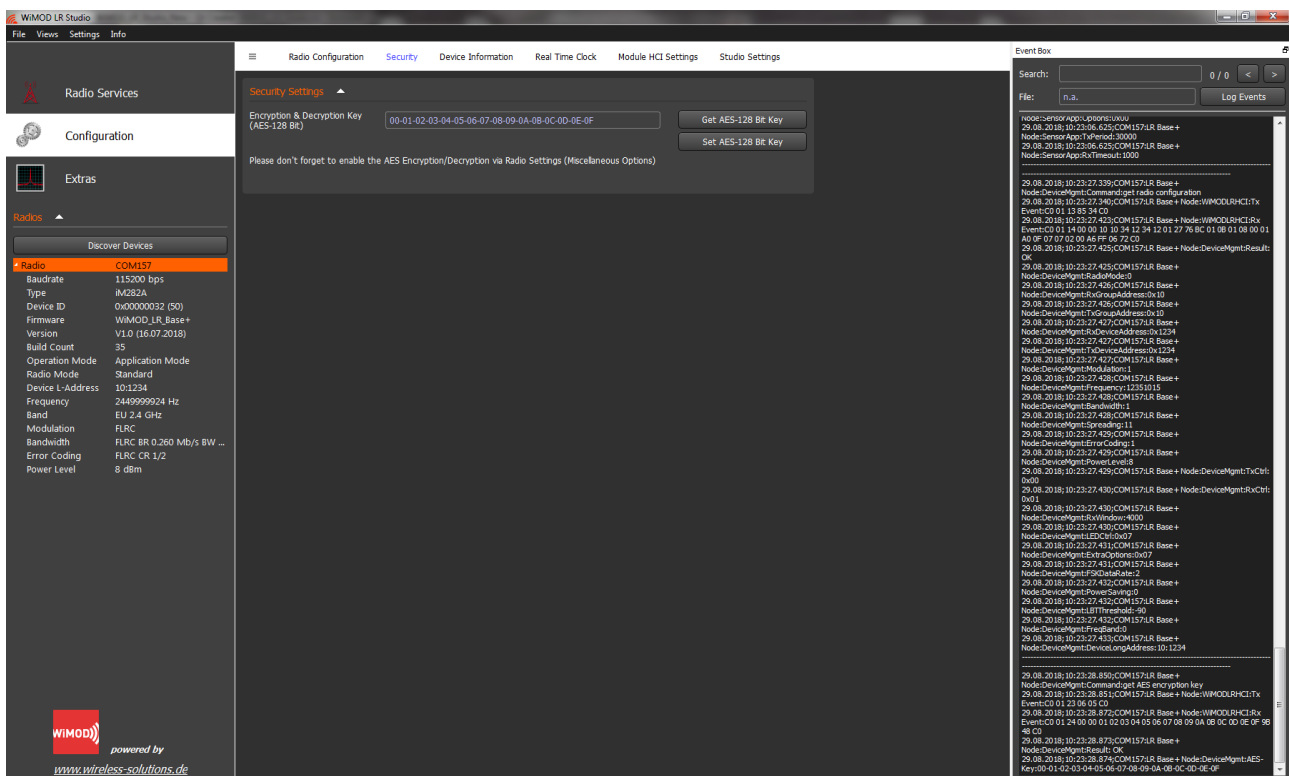 WiMOD LR Studio
File Views Settings Info
Radio Services
Configuration
Extras
Radios
Discover Devices
Radio COM157
Baudrate 115200 bps
Type iM282A
Device ID 0x00000032 (50)
Firmware WiMOD_LR_Base+
Version V1.0 (16.07.2018)
Build Count 35
Operation Mode Application Mode
Radio Mode Standard
Device L-Address 10:1234
Frequency 2449999924 Hz
Band EU 2.4 GHz
Modulation FLRC
Bandwidth FLRC BR 0.260 Mb/s BW ...
Error Coding FLRC CR 1/2
Power Level 8 dBm
WiMOD
powered by
www.wireless-solutions.de
Radio Configuration Security Device Information Real Time Clock Module HCI Settings Studio Settings
Security Settings
Encryption & Decryption Key
(AES-128 Bit)
00-01-02-03-04-05-06-07-08-09-0A-0B-0C-0D-0E-0F
Get AES-128 Bit Key
Set AES-128 Bit Key
Please don't forget to enable the AES Encryption/Decryption via Radio Settings (Miscellaneous Options)
Event Box
Search: 0 / 0 < >
File: n.a. Log Events
Node:SensorApp:Options:0x00
29.08.2018;10:23:06.625;COM157:LR Base+
Node:SensorApp:TxPeriod:30000
29.08.2018;10:23:06.625;COM157:LR Base+
Node:SensorApp:RxTimeout:1000
29.08.2018;10:23:27.339;COM157:LR Base+
Node:DeviceMgmt:Command:get radio configuration
29.08.2018;10:23:27.340;COM157:LR Base+ Node:WiMODLRHCI:Tx
Event:C0 01 13 85 34 C0
29.08.2018;10:23:27.423;COM157:LR Base+ Node:WiMODLRHCI:Rx
Event:C0 01 14 00 00 10 10 34 12 34 12 01 27 76 BC 01 0B 01 08 00 01
A0 0F 07 07 02 00 A6 FF 06 72 C0
29.08.2018;10:23:27.425;COM157:LR Base+ Node:DeviceMgmt:Result:
OK
29.08.2018;10:23:27.425;COM157:LR Base+
Node:DeviceMgmt:RadioMode:0
29.08.2018;10:23:27.426;COM157:LR Base+
Node:DeviceMgmt:RxGroupAddress:0x10
29.08.2018;10:23:27.426;COM157:LR Base+
Node:DeviceMgmt:TxGroupAddress:0x10
29.08.2018;10:23:27.427;COM157:LR Base+
Node:DeviceMgmt:RxDeviceAddress:0x1234
29.08.2018;10:23:27.427;COM157:LR Base+
Node:DeviceMgmt:TxDeviceAddress:0x1234
29.08.2018;10:23:27.427;COM157:LR Base+
Node:DeviceMgmt:Modulation:1
29.08.2018;10:23:27.428;COM157:LR Base+
Node:DeviceMgmt:Frequency:12351015
29.08.2018;10:23:27.428;COM157:LR Base+
Node:DeviceMgmt:Bandwidth:1
29.08.2018;10:23:27.428;COM157:LR Base+
Node:DeviceMgmt:Spreading:11
29.08.2018;10:23:27.429;COM157:LR Base+
Node:DeviceMgmt:ErrorCoding:1
29.08.2018;10:23:27.429;COM157:LR Base+
Node:DeviceMgmt:PowerLevel:8
29.08.2018;10:23:27.429;COM157:LR Base+ Node:DeviceMgmt:TxCtrl:
0x00
29.08.2018;10:23:27.430;COM157:LR Base+ Node:DeviceMgmt:RxCtrl:
0x01
29.08.2018;10:23:27.430;COM157:LR Base+
Node:DeviceMgmt:RxWindow:4000
29.08.2018;10:23:27.430;COM157:LR Base+
Node:DeviceMgmt:LEDCtrl:0x07
29.08.2018;10:23:27.431;COM157:LR Base+
Node:DeviceMgmt:ExtraOptions:0x07
29.08.2018;10:23:27.431;COM157:LR Base+
Node:DeviceMgmt:FSKDataRate:2
29.08.2018;10:23:27.432;COM157:LR Base+
Node:DeviceMgmt:PowerSaving:0
29.08.2018;10:23:27.432;COM157:LR Base+
Node:DeviceMgmt:LBTThreshold:-90
29.08.2018;10:23:27.432;COM157:LR Base+
Node:DeviceMgmt:FreqBand:0
29.08.2018;10:23:27.433;COM157:LR Base+
Node:DeviceMgmt:DeviceLongAddress:10:1234
29.08.2018;10:23:28.850;COM157:LR Base+
Node:DeviceMgmt:Command:get AES encryption key
29.08.2018;10:23:28.851;COM157:LR Base+ Node:WiMODLRHCI:Tx
Event:C0 01 23 06 05 C0
29.08.2018;10:23:28.872;COM157:LR Base+ Node:WiMODLRHCI:Rx
Event:C0 01 24 00 00 01 02 03 04 05 06 07 08 09 0A 0B 0C 0D 0E 0F 9B
48 C0
29.08.2018;10:23:28.873;COM157:LR Base+
Node:DeviceMgmt:Result: OK
29.08.2018;10:23:28.874;COM157:LR Base+ Node:DeviceMgmt:AES-
Key:00-01-02-03-04-05-06-07-08-09-0A-0B-0C-0D-0E-0F